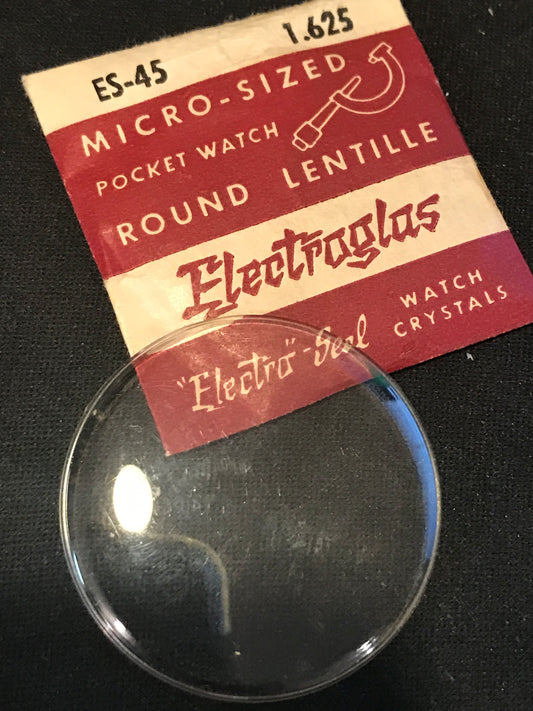 ES-45 1.625
MICRO-SIZED
POCKET WATCH
ROUND LENTILLE
Electroglas
"Electro"-Seal WATCH
CRYSTALS